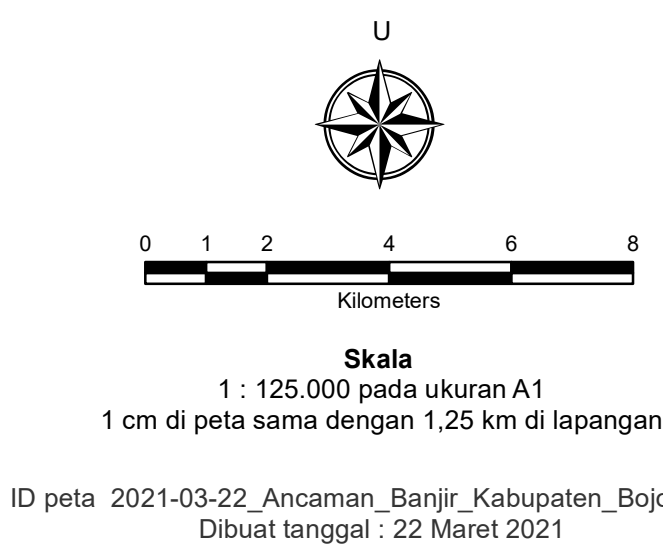 U
0 1 2 4 6 8
Kilometers
Skala
1 : 125.000 pada ukuran A1
1 cm di peta sama dengan 1,25 km di lapangan
ID peta 2021-03-22_Ancaman_Banjir_Kabupaten_Bojo
Dibuat tanggal : 22 Maret 2021